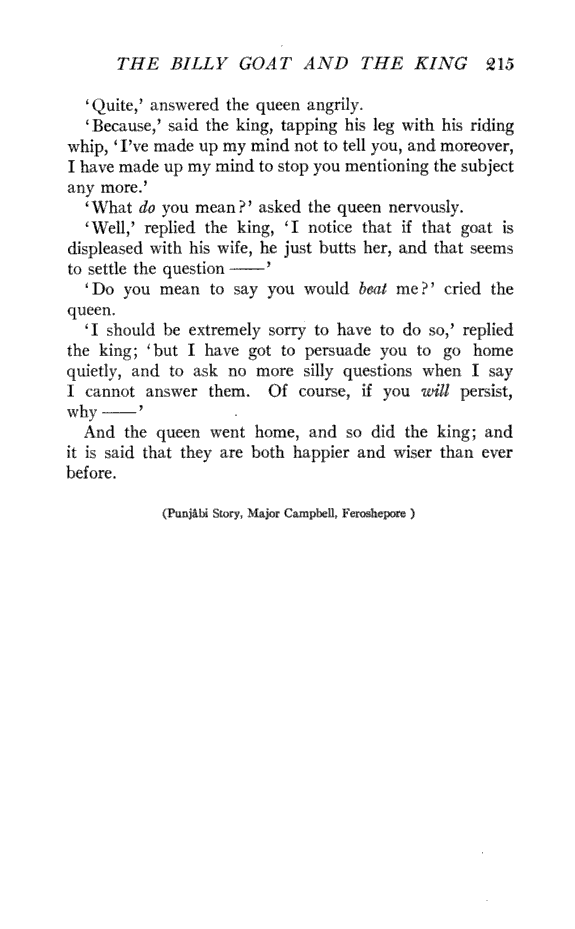 THE BILLY GOAT AND THE KING 215
‘Quite,’ answered the queen angrily.
‘Because,’ said the king, tapping his leg with his riding
whip, ‘I’ve made up my mind not to tell you, and moreover,
I have made up my mind to stop you mentioning the subject
any more.’
‘What do you mean?’ asked the queen nervously.
‘Well,’ replied the king, ‘I notice that if that goat is
displeased with his wife, he just butts her, and that seems
to settle the question ——’
‘Do you mean to say you would beat me?’ cried the
queen.
‘I should be extremely sorry to have to do so,’ replied
the king; ‘but I have got to persuade you to go home
quietly, and to ask no more silly questions when I say
I cannot answer them. Of course, if you will persist,
why ——’
And the queen went home, and so did the king; and
it is said that they are both happier and wiser than ever
before.
(Punjâbi Story, Major Campbell, Feroshepore )